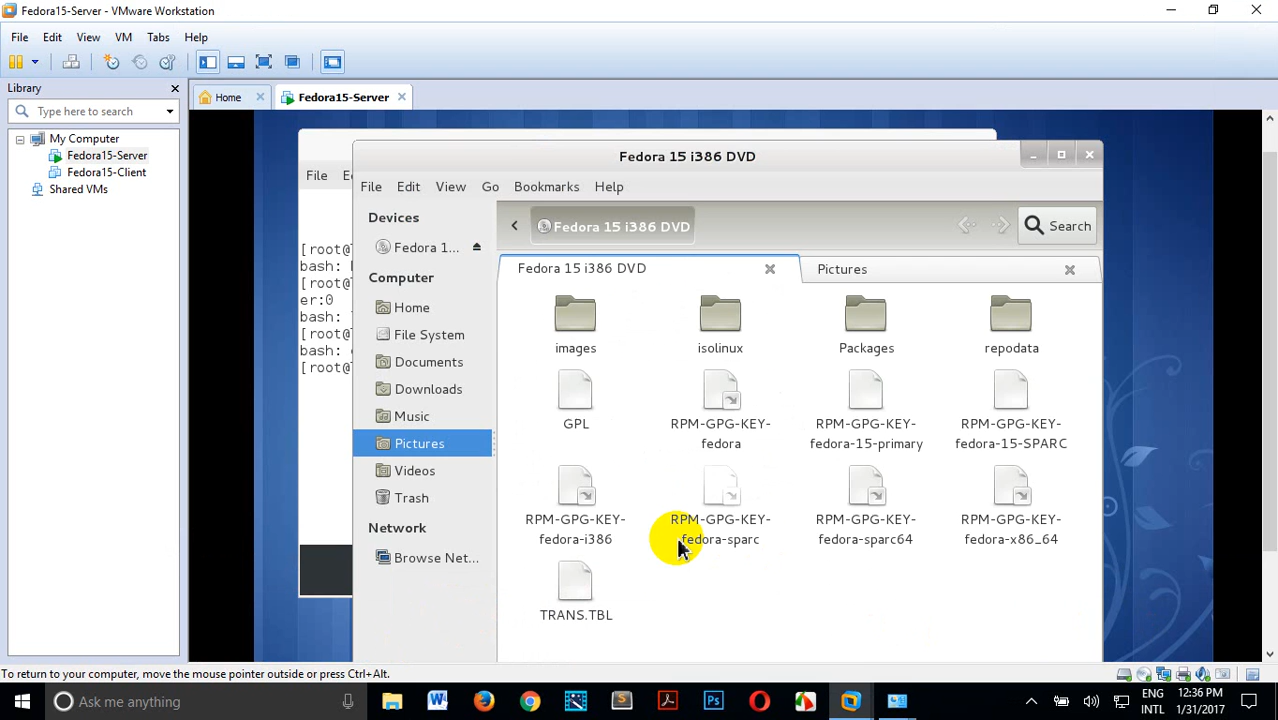 Fedora15-Server - VMware Workstation
File Edit View VM Tabs Help
Library
Home
Fedora15-Server
Type here to search
My Computer
Fedora15-Server
Fedora15-Client
Shared VMs
File
[root@
bash:
[root@
er:0
bash:
[root@
bash:
[root@
Fedora 15 i386 DVD
File Edit View Go Bookmarks Help
Devices
Fedora 1...
Computer
Home
File System
Documents
Downloads
Music
Pictures
Videos
Trash
Network
Browse Net...
Fedora 15 i386 DVD
Search
Fedora 15 i386 DVD
Pictures
images
isolinux
Packages
repodata
GPL
RPM-GPG-KEY-
fedora
RPM-GPG-KEY-
fedora-15-primary
RPM-GPG-KEY-
fedora-15-SPARC
RPM-GPG-KEY-
fedora-i386
RPM-GPG-KEY-
fedora-sparc
RPM-GPG-KEY-
fedora-sparc64
RPM-GPG-KEY-
fedora-x86_64
TRANS.TBL
To return to your computer, move the mouse pointer outside or press Ctrl+Alt.
Ask me anything
ENG
INTL
12:36 PM
1/31/2017